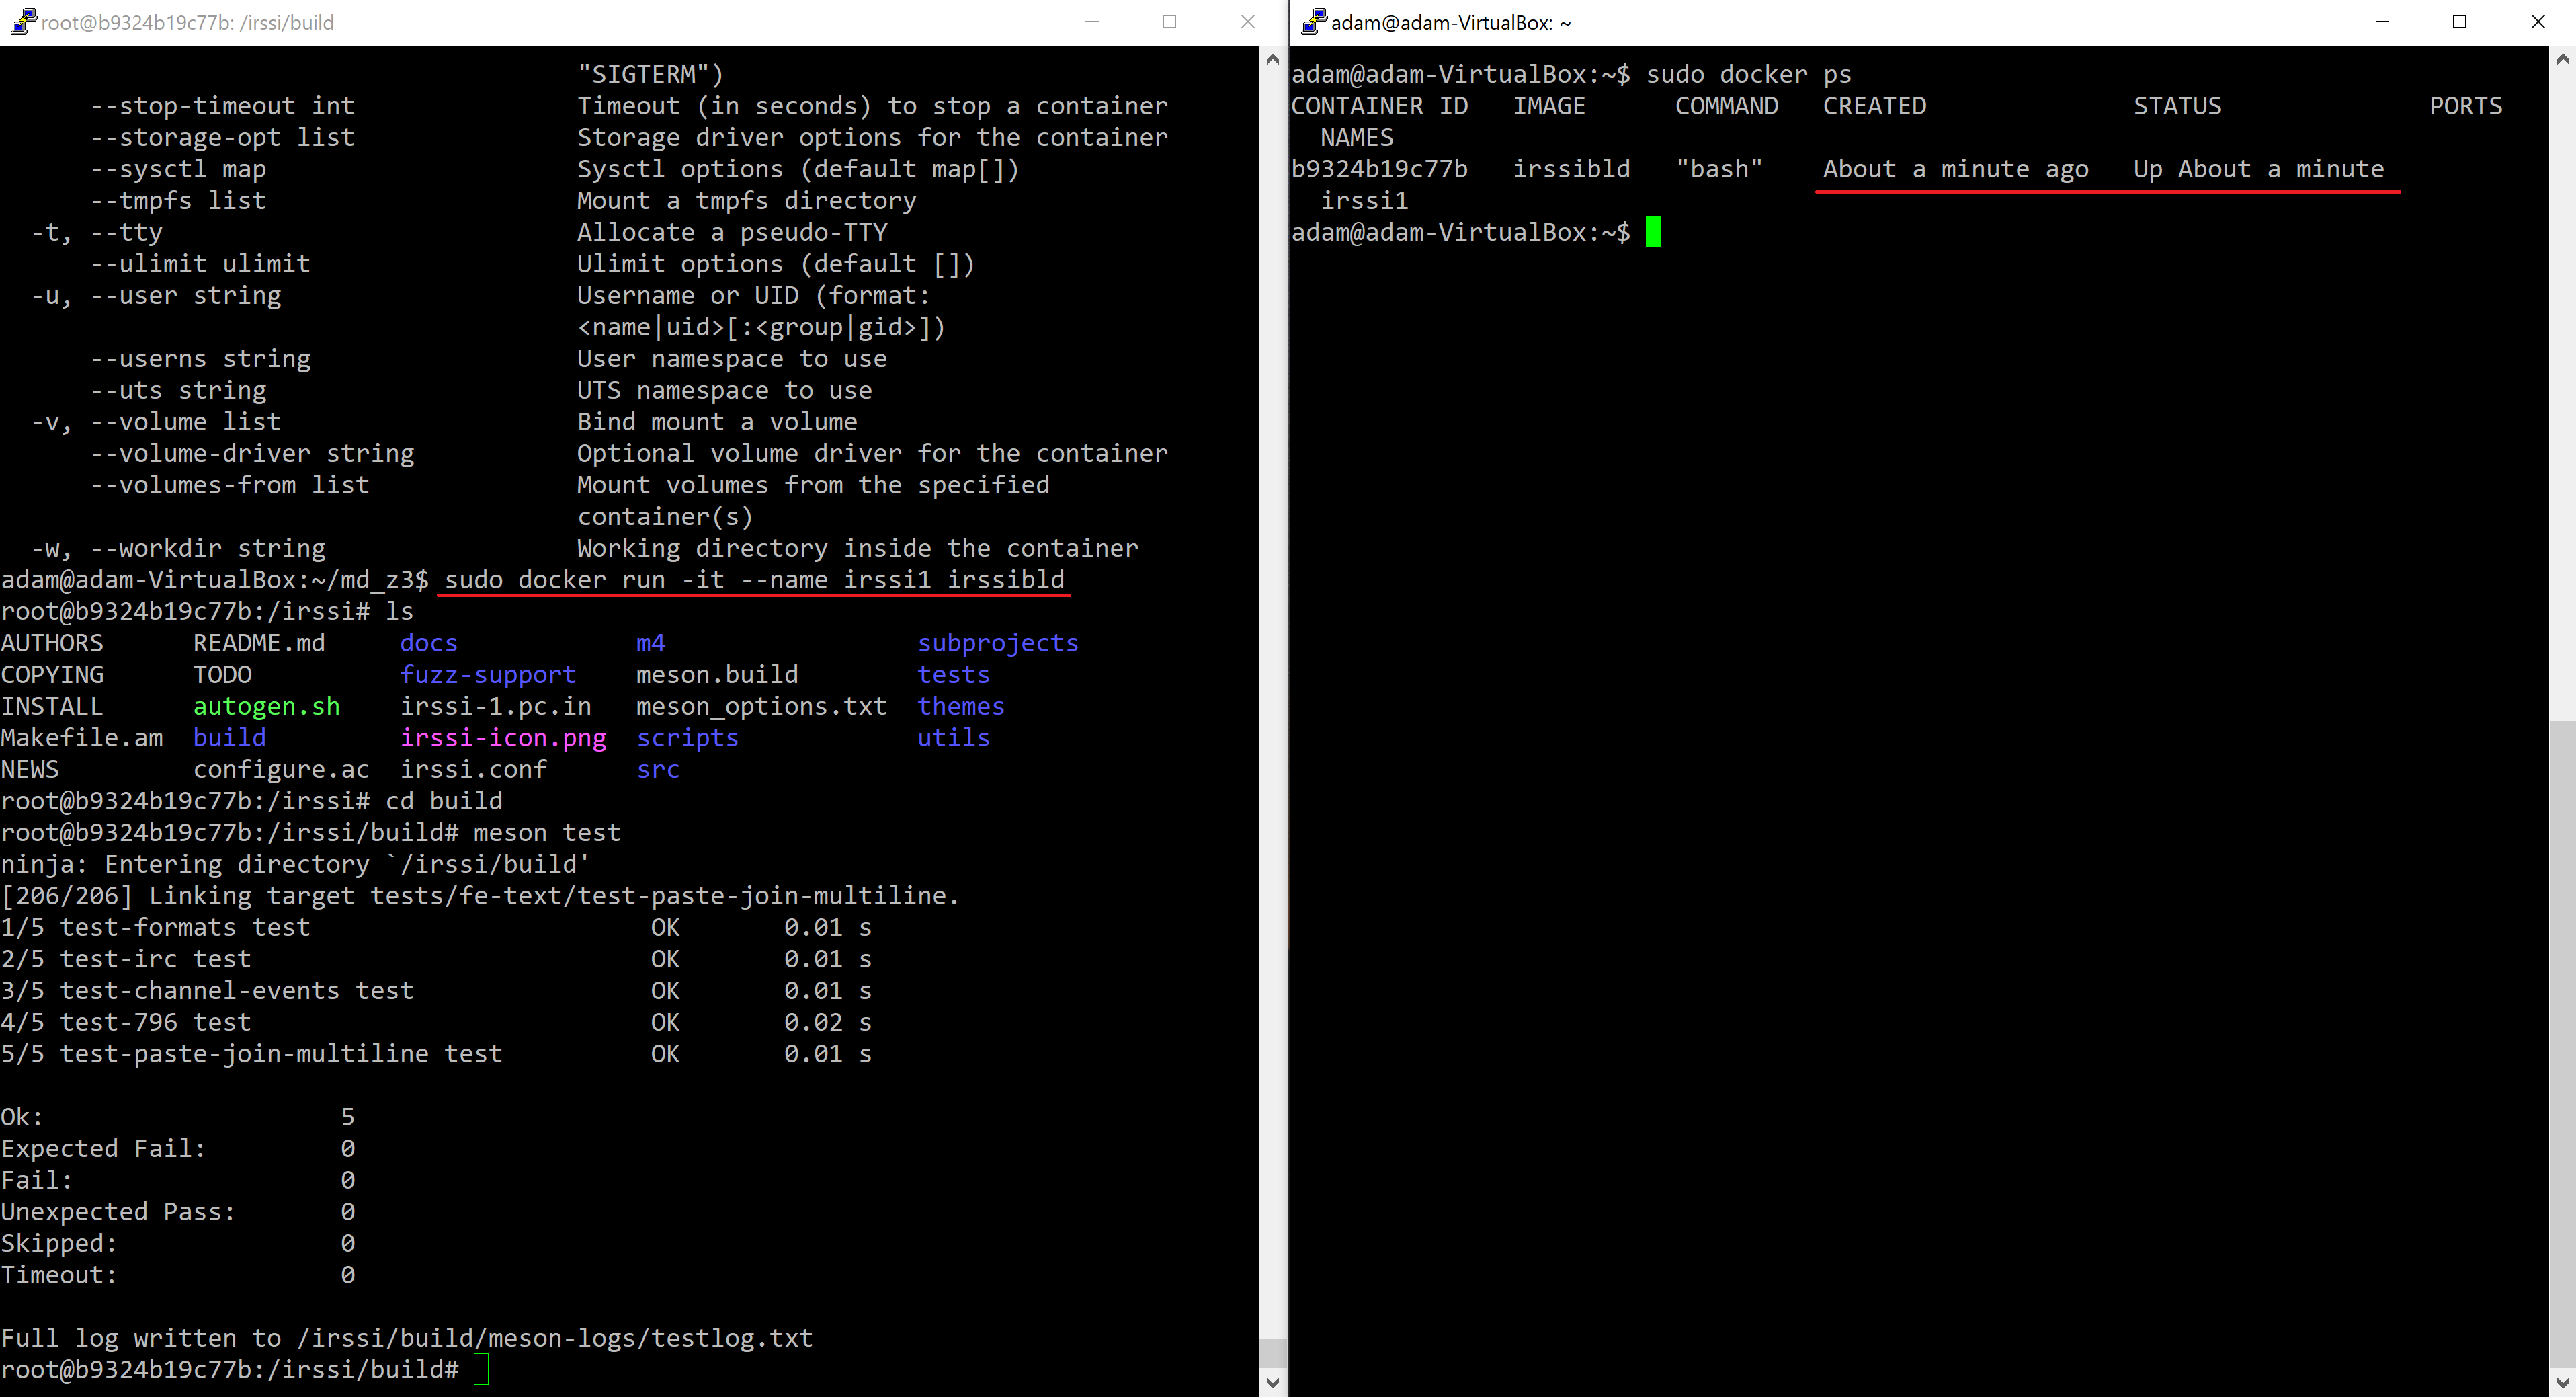 root@b9324b19c77b: /irssi/build
"SIGTERM")
--stop-timeout int Timeout (in seconds) to stop a container
--storage-opt list Storage driver options for the container
--sysctl map Sysctl options (default map[])
--tmpfs list Mount a tmpfs directory
-t, --tty Allocate a pseudo-TTY
--ulimit ulimit Ulimit options (default [])
-u, --user string Username or UID (format:
<name|uid>[:<group|gid>])
--userns string User namespace to use
--uts string UTS namespace to use
-v, --volume list Bind mount a volume
--volume-driver string Optional volume driver for the container
--volumes-from list Mount volumes from the specified
container(s)
-w, --workdir string Working directory inside the container
adam@adam-VirtualBox:~/md_z3$ sudo docker run -it --name irssi1 irssibld
root@b9324b19c77b:/irssi# ls
AUTHORS README.md docs m4 subprojects
COPYING TODO fuzz-support meson.build tests
INSTALL autogen.sh irssi-1.pc.in meson_options.txt themes
Makefile.am build irssi-icon.png scripts utils
NEWS configure.ac irssi.conf src
root@b9324b19c77b:/irssi# cd build
root@b9324b19c77b:/irssi/build# meson test
ninja: Entering directory `/irssi/build'
[206/206] Linking target tests/fe-text/test-paste-join-multiline.
1/5 test-formats test OK 0.01 s
2/5 test-irc test OK 0.01 s
3/5 test-channel-events test OK 0.01 s
4/5 test-796 test OK 0.02 s
5/5 test-paste-join-multiline test OK 0.01 s
Ok: 5
Expected Fail: 0
Fail: 0
Unexpected Pass: 0
Skipped: 0
Timeout: 0
Full log written to /irssi/build/meson-logs/testlog.txt
root@b9324b19c77b:/irssi/build#
adam@adam-VirtualBox: ~
adam@adam-VirtualBox:~$ sudo docker ps
CONTAINER ID IMAGE COMMAND CREATED STATUS PORTS
NAMES
b9324b19c77b irssibld "bash" About a minute ago Up About a minute
irssi1
adam@adam-VirtualBox:~$